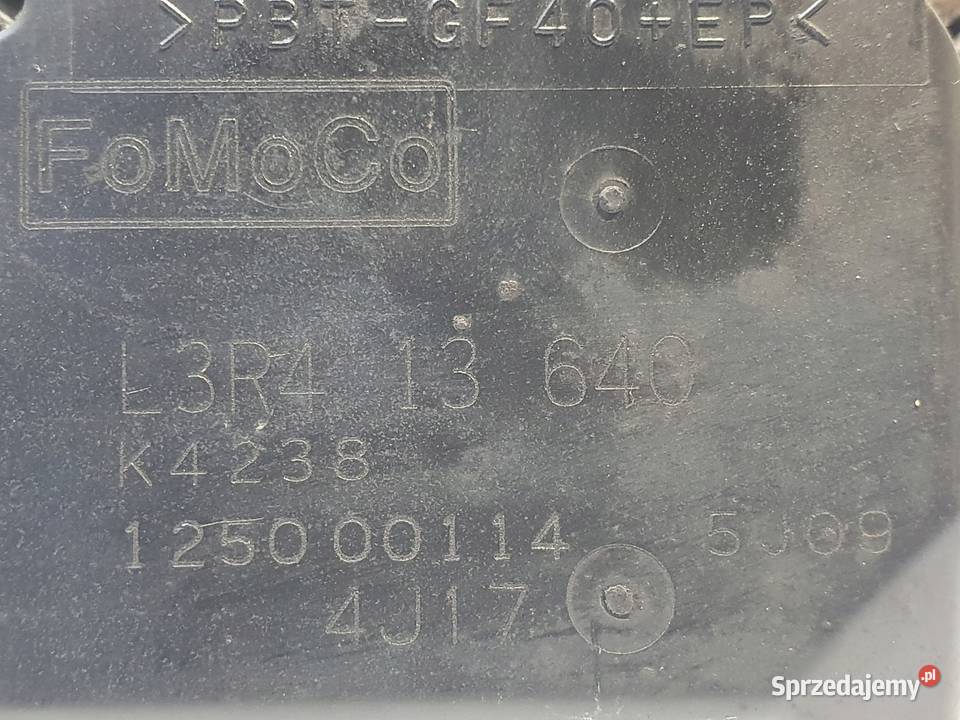 >PBT-GF40+EP<
FoMoCo
L3R4 13 640
K4238
125000114 5J09
4J17
Sprzedajemy.pl